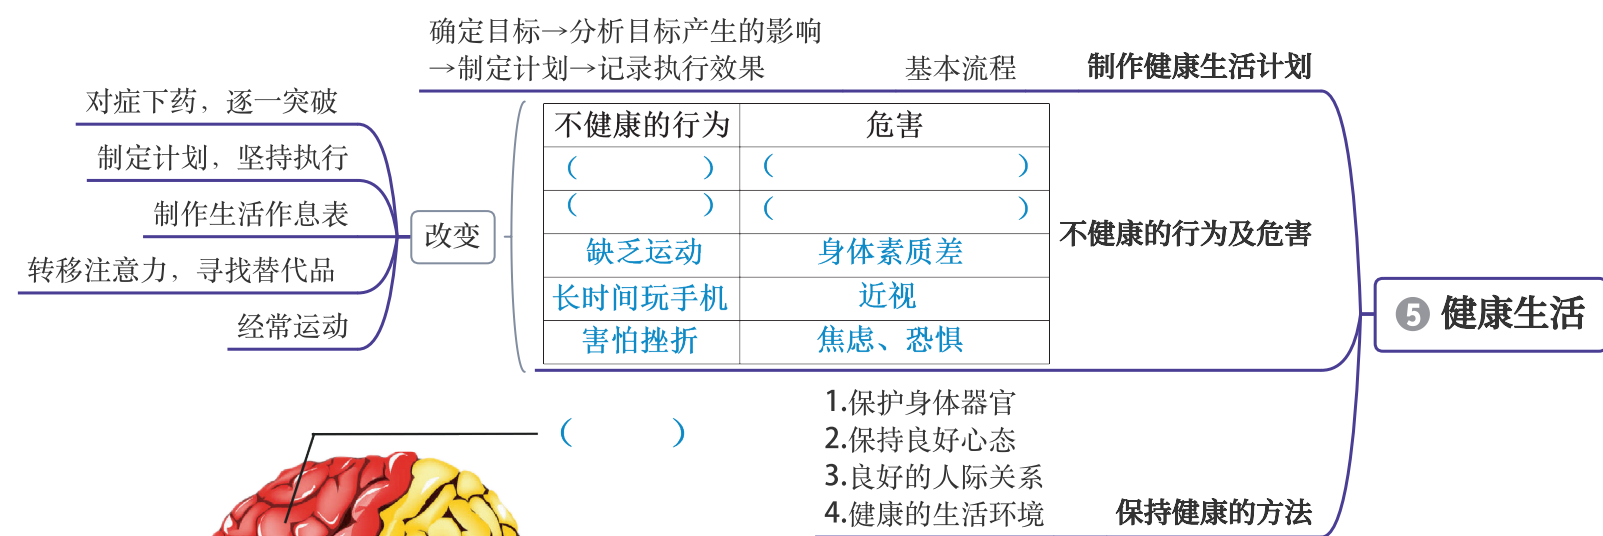 确定目标→分析目标产生的影响
→制定计划→记录执行效果
基本流程
制作健康生活计划
对症下药，逐一突破
制定计划，坚持执行
制作生活作息表
转移注意力，寻找替代品
经常运动
改变
不健康的行为 危害
（ ） （ ）
（ ） （ ）
缺乏运动 身体素质差
长时间玩手机 近视
害怕挫折 焦虑、恐惧
不健康的行为及危害
5 健康生活
（ ）
1.保护身体器官
2.保持良好心态
3.良好的人际关系
4.健康的生活环境
保持健康的方法